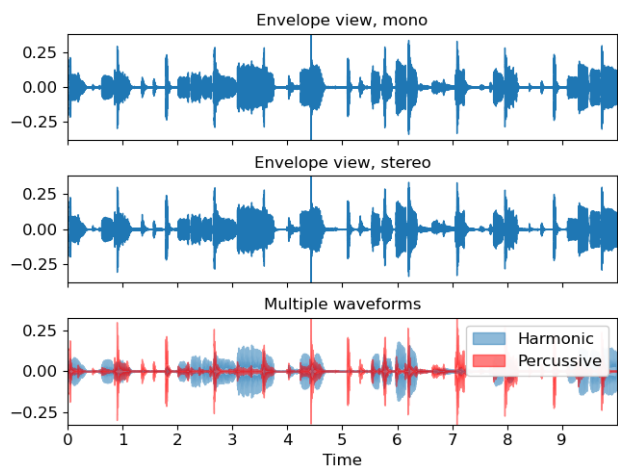 Envelope view, mono
0.25
0.00
−0.25
Envelope view, stereo
0.25
0.00
−0.25
Multiple waveforms
0.25
0.00
−0.25
Harmonic
Percussive
0 1 2 3 4 5 6 7 8 9
Time